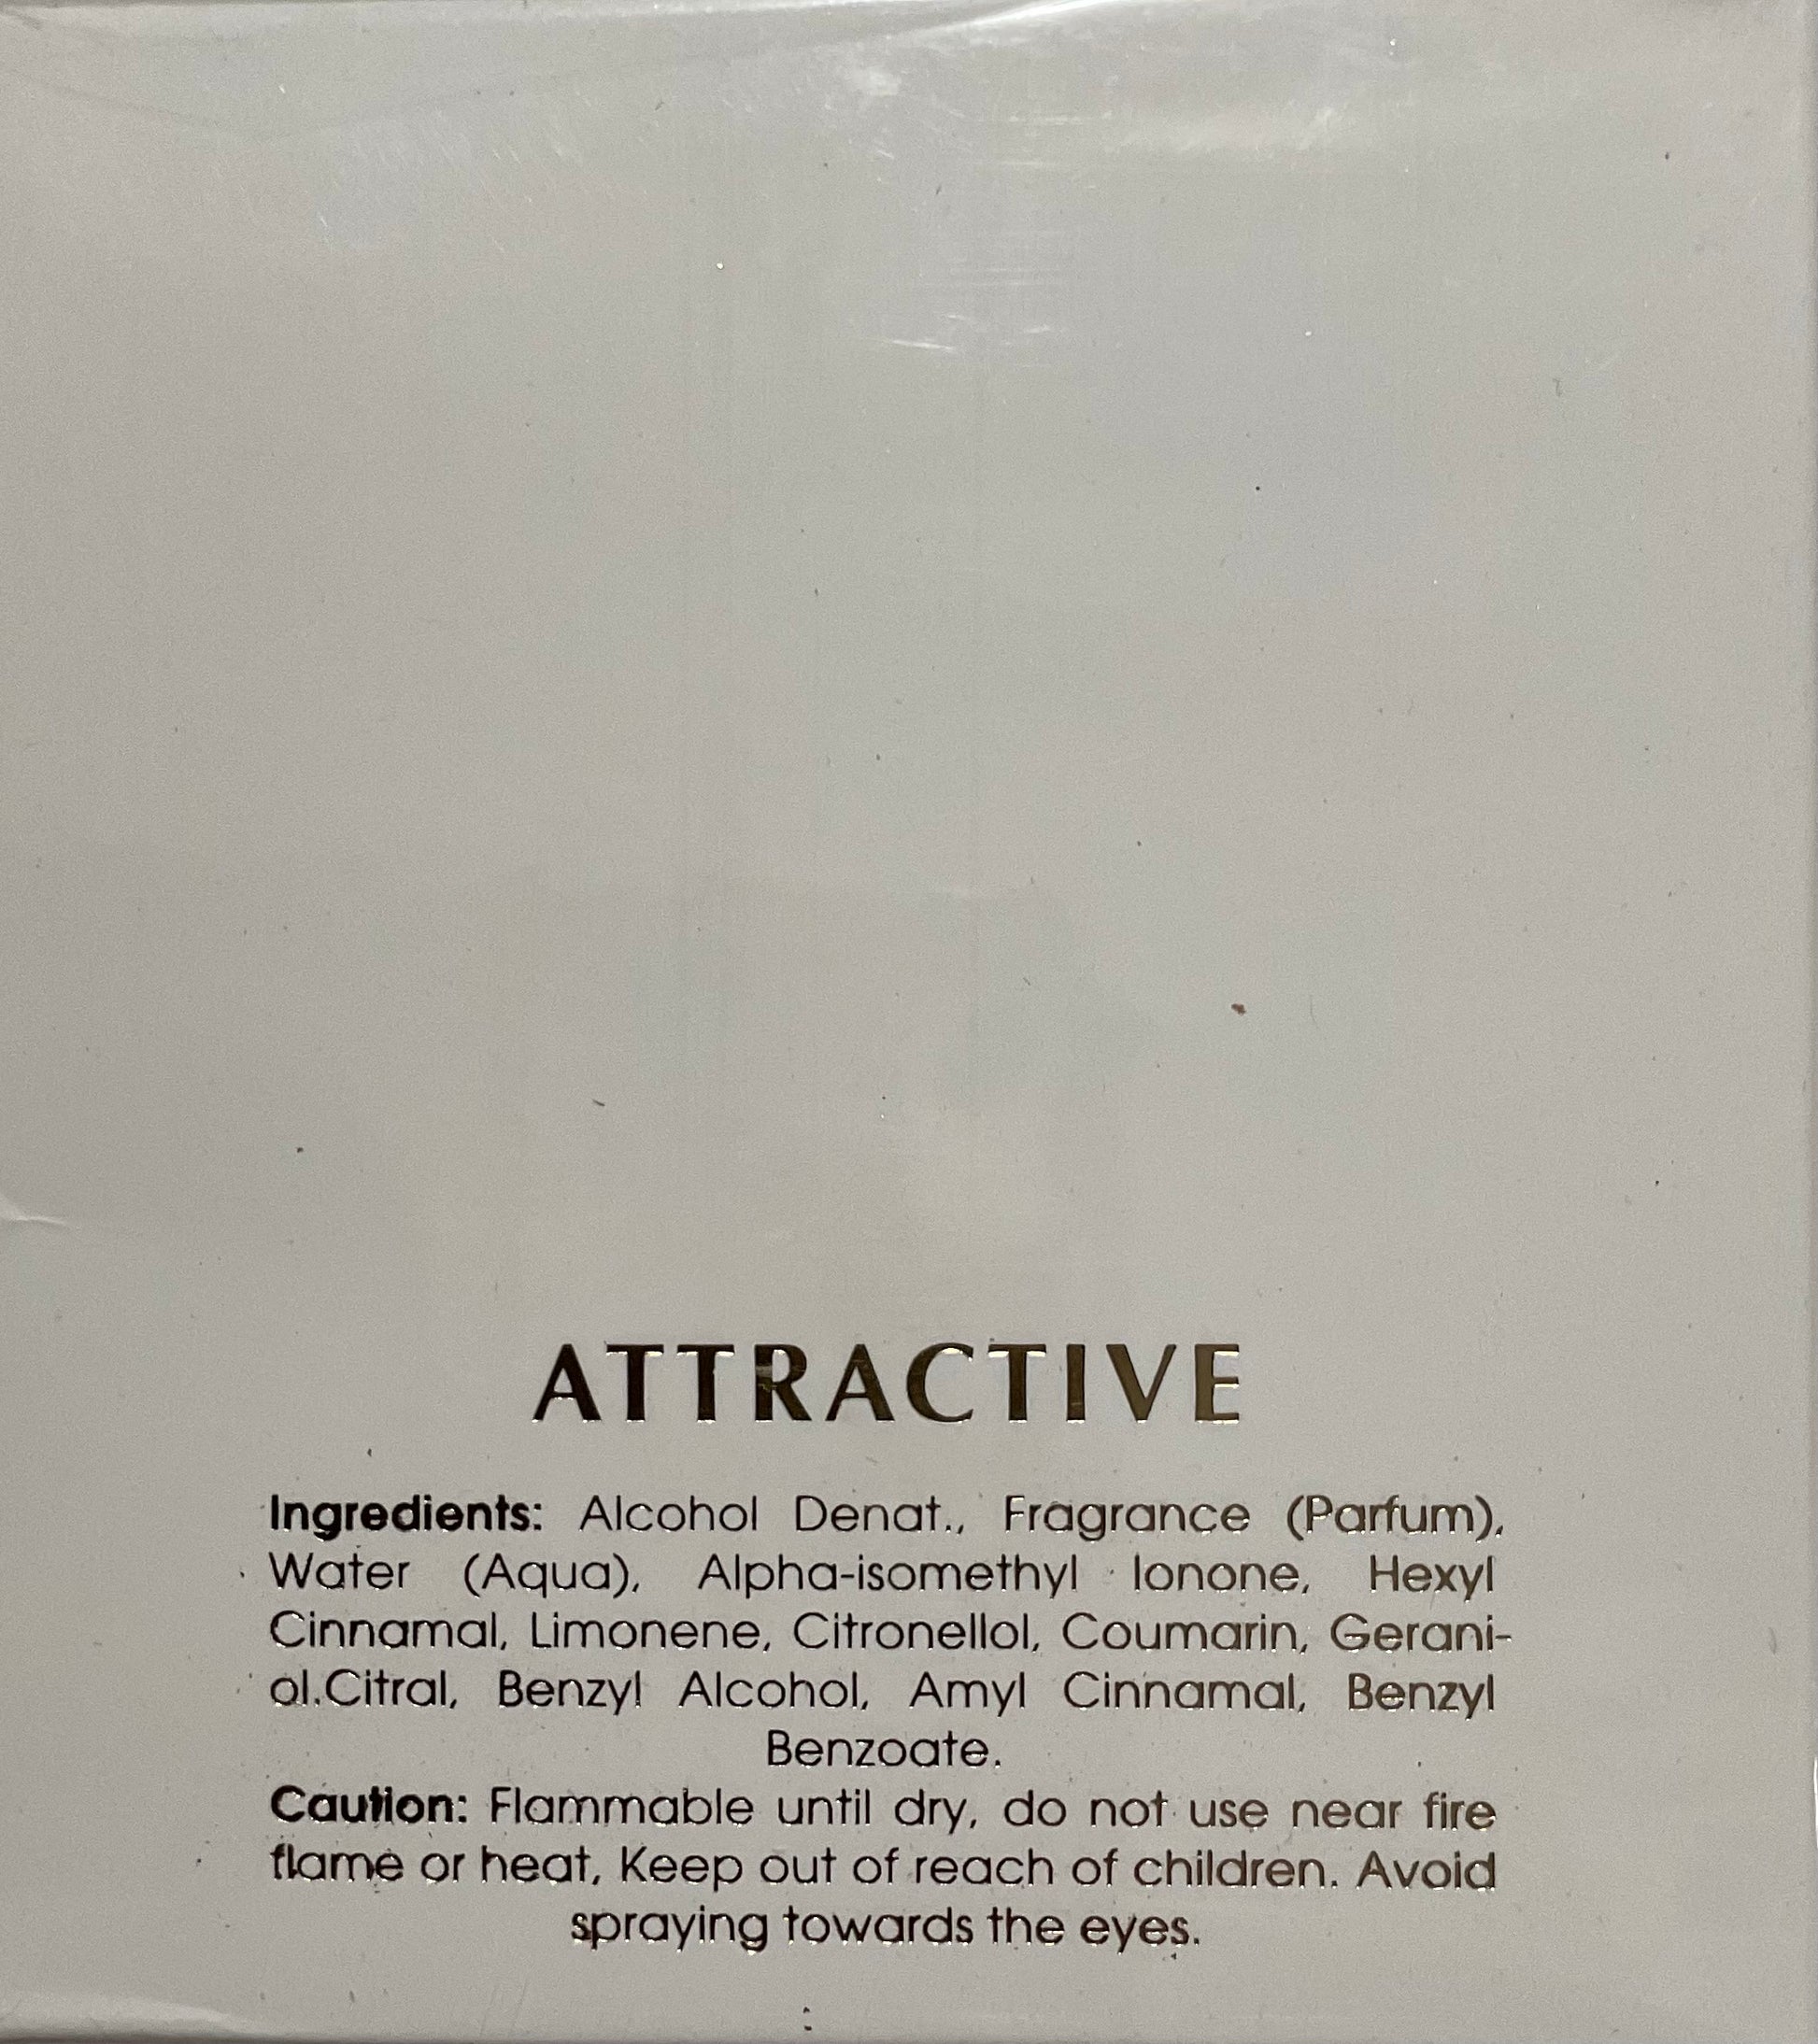 ATTRACTIVE
Ingredients: Alcohol Denat., Fragrance (Parfum),
Water (Aqua), Alpha-isomethyl Ionone, Hexyl
Cinnamal, Limonene, Citronellol, Coumarin, Gerani-
ol.Citral, Benzyl Alcohol, Amyl Cinnamal, Benzyl
Benzoate.
Caution: Flammable until dry, do not use near fire
flame or heat, Keep out of reach of children. Avoid
spraying towards the eyes.